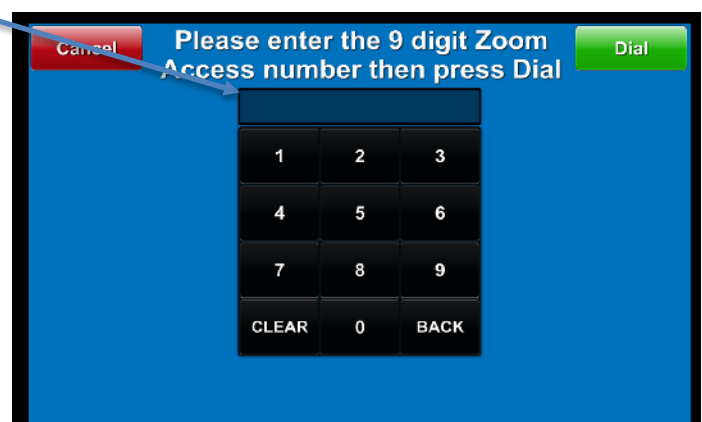 Cancel
Please enter the 9 digit Zoom
Access number then press Dial
Dial
1 2 3
4 5 6
7 8 9
CLEAR 0 BACK